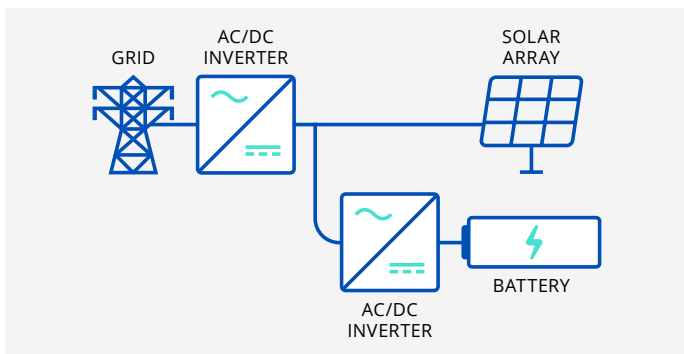 GRID
AC/DC
INVERTER
SOLAR
ARRAY
AC/DC
INVERTER
BATTERY